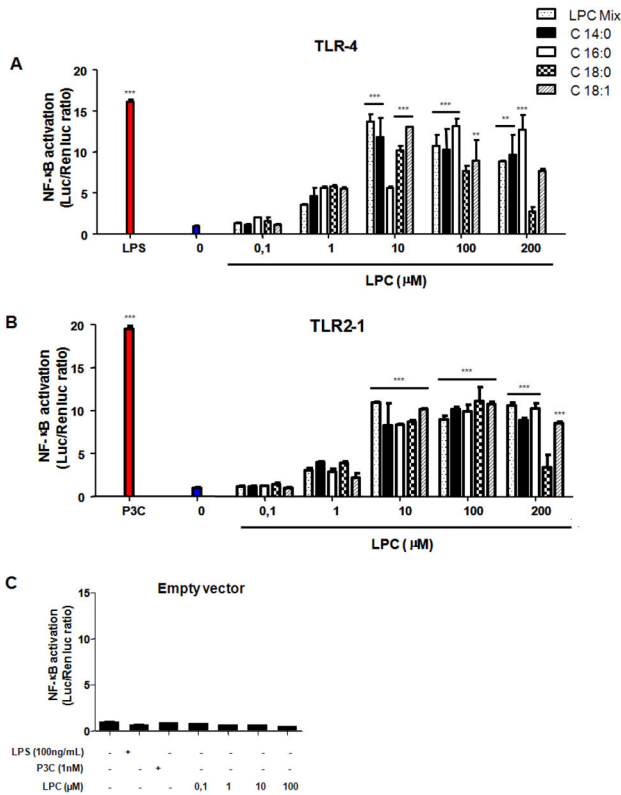 LPC Mix
C 14:0
C 16:0
C 18:0
C 18:1
A
TLR-4
NF-κB activation
(Luc/Ren luc ratio)
20
15
10
5
0
***
***
***
***
**
**
***
LPS 0 0,1 1 10 100 200
LPC (μM)
B
TLR2-1
NF-κB activation
(Luc/Ren luc ratio)
20
15
10
5
0
***
***
***
***
***
P3C 0 0,1 1 10 100 200
LPC (μM)
C
Empty vector
NF-κB activation
(Luc/Ren luc ratio)
15
10
5
0
LPS (100ng/mL) - + - - - - -
P3C (1nM) - - + - - - -
LPC (μM) - - - 0,1 1 10 100